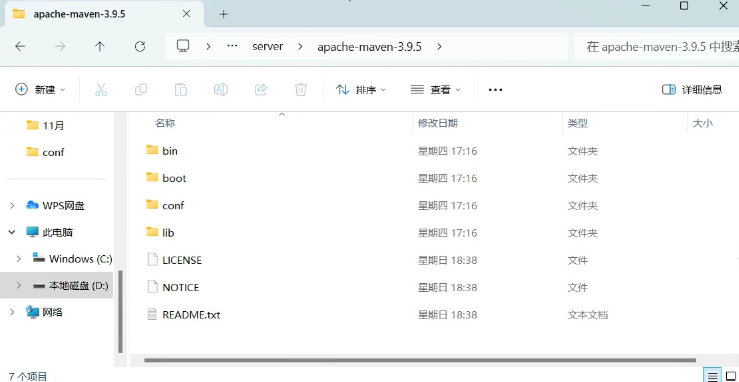 apache-maven-3.9.5
server > apache-maven-3.9.5 >
在 apache-maven-3.9.5 中搜索
新建 排序 查看 详细信息
名称 修改日期 类型 大小
11月
conf
WPS网盘
此电脑
Windows (C:)
本地磁盘 (D:)
网络
bin 星期四 17:16 文件夹
boot 星期四 17:16 文件夹
conf 星期四 17:16 文件夹
lib 星期四 17:16 文件夹
LICENSE 星期日 18:38 文件
NOTICE 星期日 18:38 文件
README.txt 星期日 18:38 文本文档
7 个项目